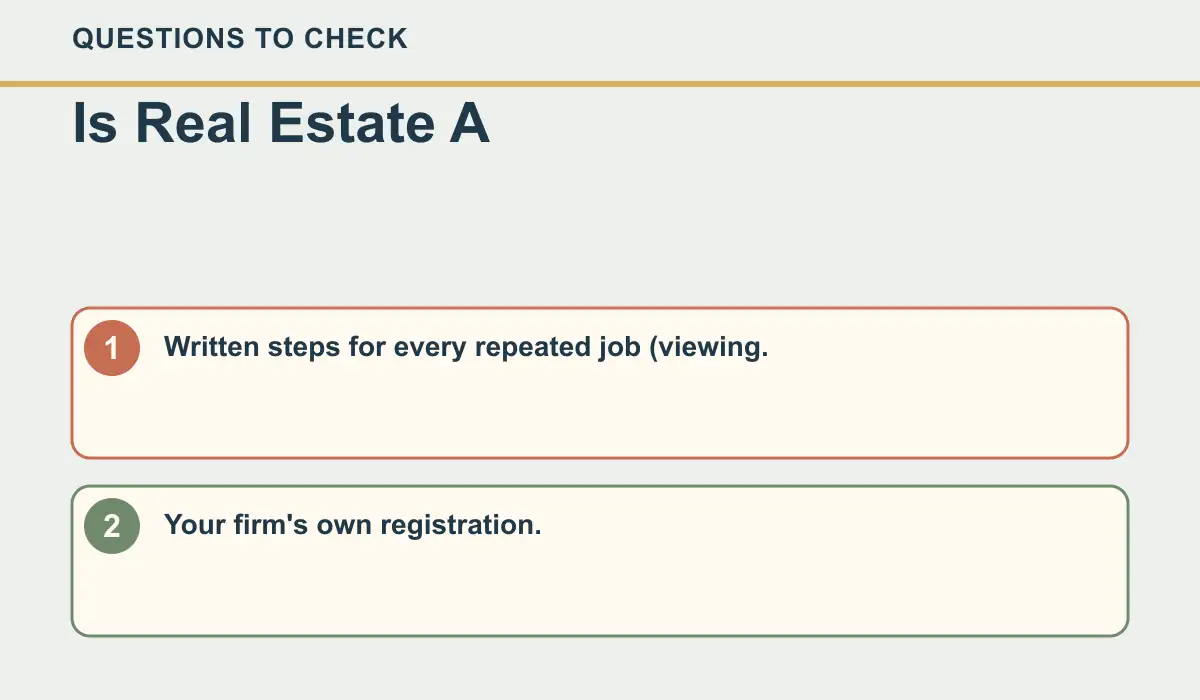 QUESTIONS TO CHECK
Is Real Estate A
1 Written steps for every repeated job (viewing.
2 Your firm's own registration.